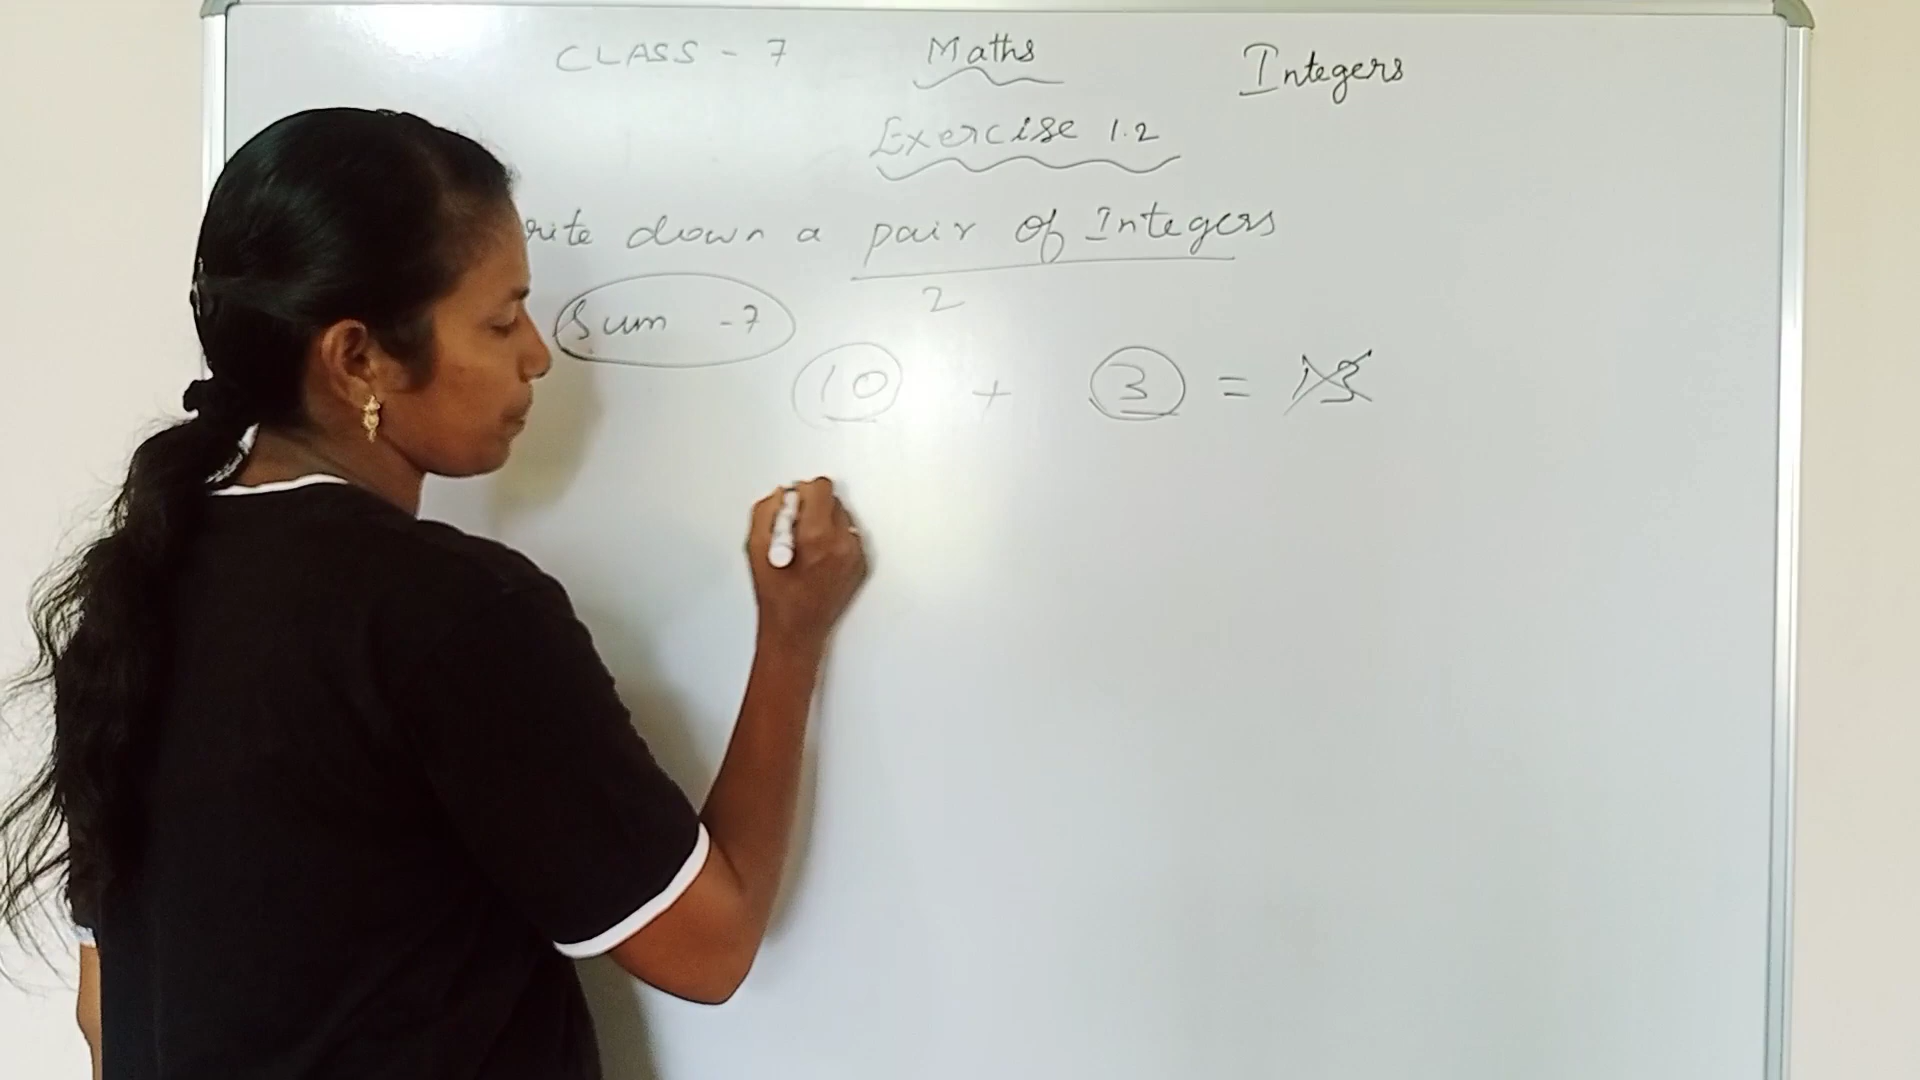 CLASS - 7 Maths Integers
Exercise 1.2
rite down a pair of Integers
Sum -7 2
10 + 3 = 13